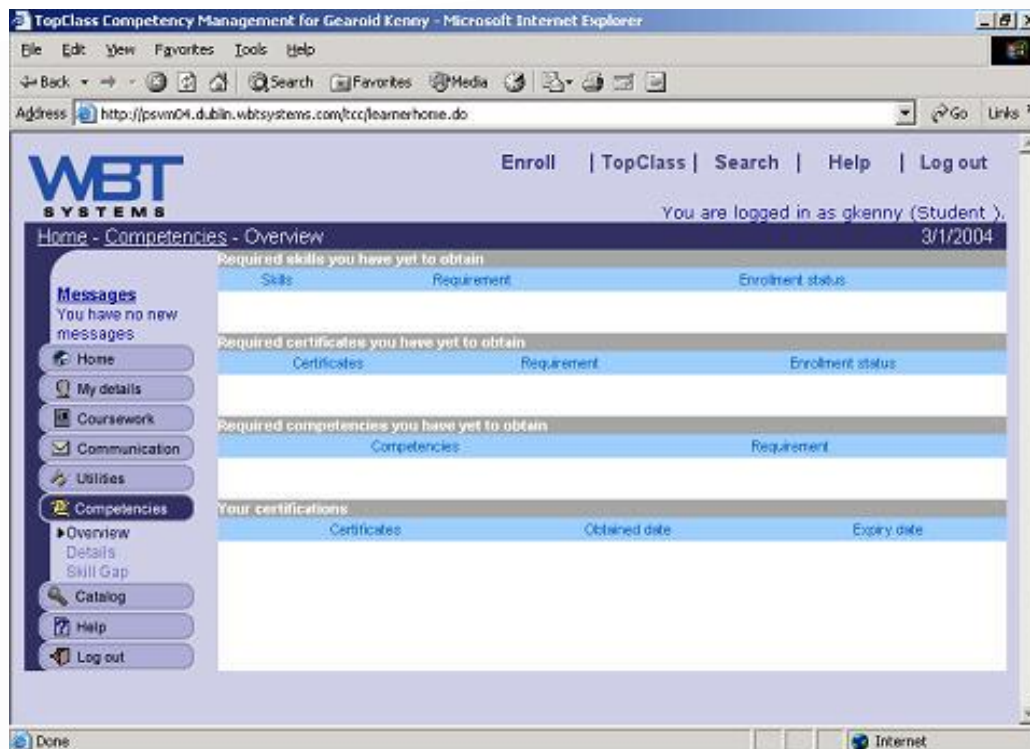 TopClass Competency Management for Gearoid Kenny - Microsoft Internet Explorer
File Edit View Favorites Tools Help
Back Search Favorites Media
Address http://psvm04.dublin.wbtsystems.com/tcc/learnerhome.do Go Links
WBT
SYSTEMS
Enroll | TopClass | Search | Help | Log out
You are logged in as gkenny (Student ).
Home - Competencies - Overview 3/1/2004
Messages
You have no new
messages
Home
My details
Coursework
Communication
Utilities
Competencies
Overview
Details
Skill Gap
Catalog
Help
Log out
Required skills you have yet to obtain
Skills Requirement Enrollment status
Required certificates you have yet to obtain
Certificates Requirement Enrolment status
Required competencies you have yet to obtain
Competencies Requirement
Your certifications
Certificates Obtained date Expiry date
Done Internet